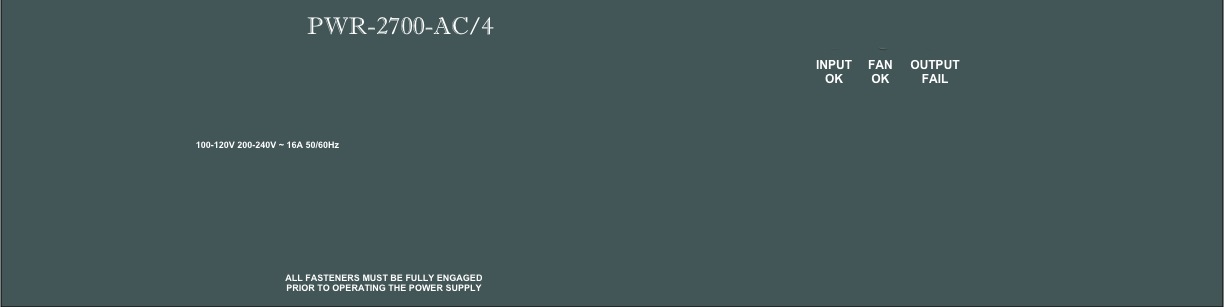 PWR-2700-AC/4
INPUT OK
FAN OK
OUTPUT FAIL
100-120V 200-240V ~ 16A 50/60Hz
ALL FASTENERS MUST BE FULLY ENGAGED
PRIOR TO OPERATING THE POWER SUPPLY